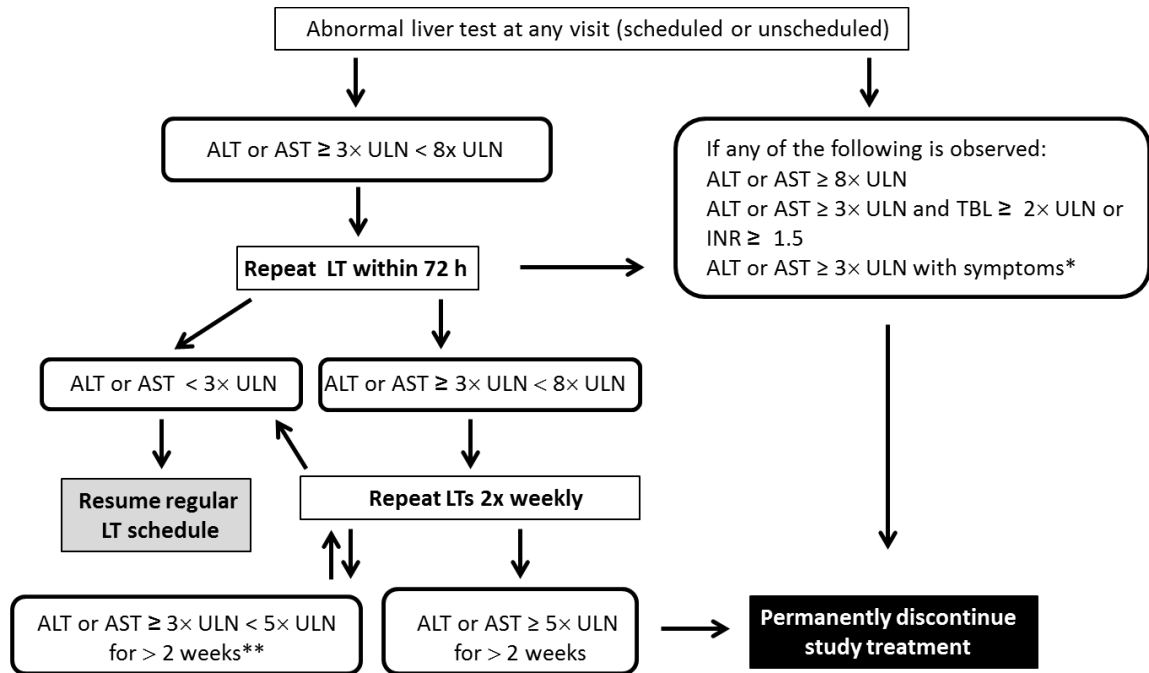 Abnormal liver test at any visit (scheduled or unscheduled)
ALT or AST ≥ 3× ULN < 8x ULN
If any of the following is observed:
ALT or AST ≥ 8× ULN
ALT or AST ≥ 3× ULN and TBL ≥ 2× ULN or
INR ≥ 1.5
ALT or AST ≥ 3× ULN with symptoms*
Repeat LT within 72 h
ALT or AST < 3× ULN
ALT or AST ≥ 3× ULN < 8× ULN
Resume regular
LT schedule
Repeat LTs 2x weekly
ALT or AST ≥ 3× ULN < 5× ULN
for > 2 weeks**
ALT or AST ≥ 5× ULN
for > 2 weeks
Permanently discontinue
study treatment